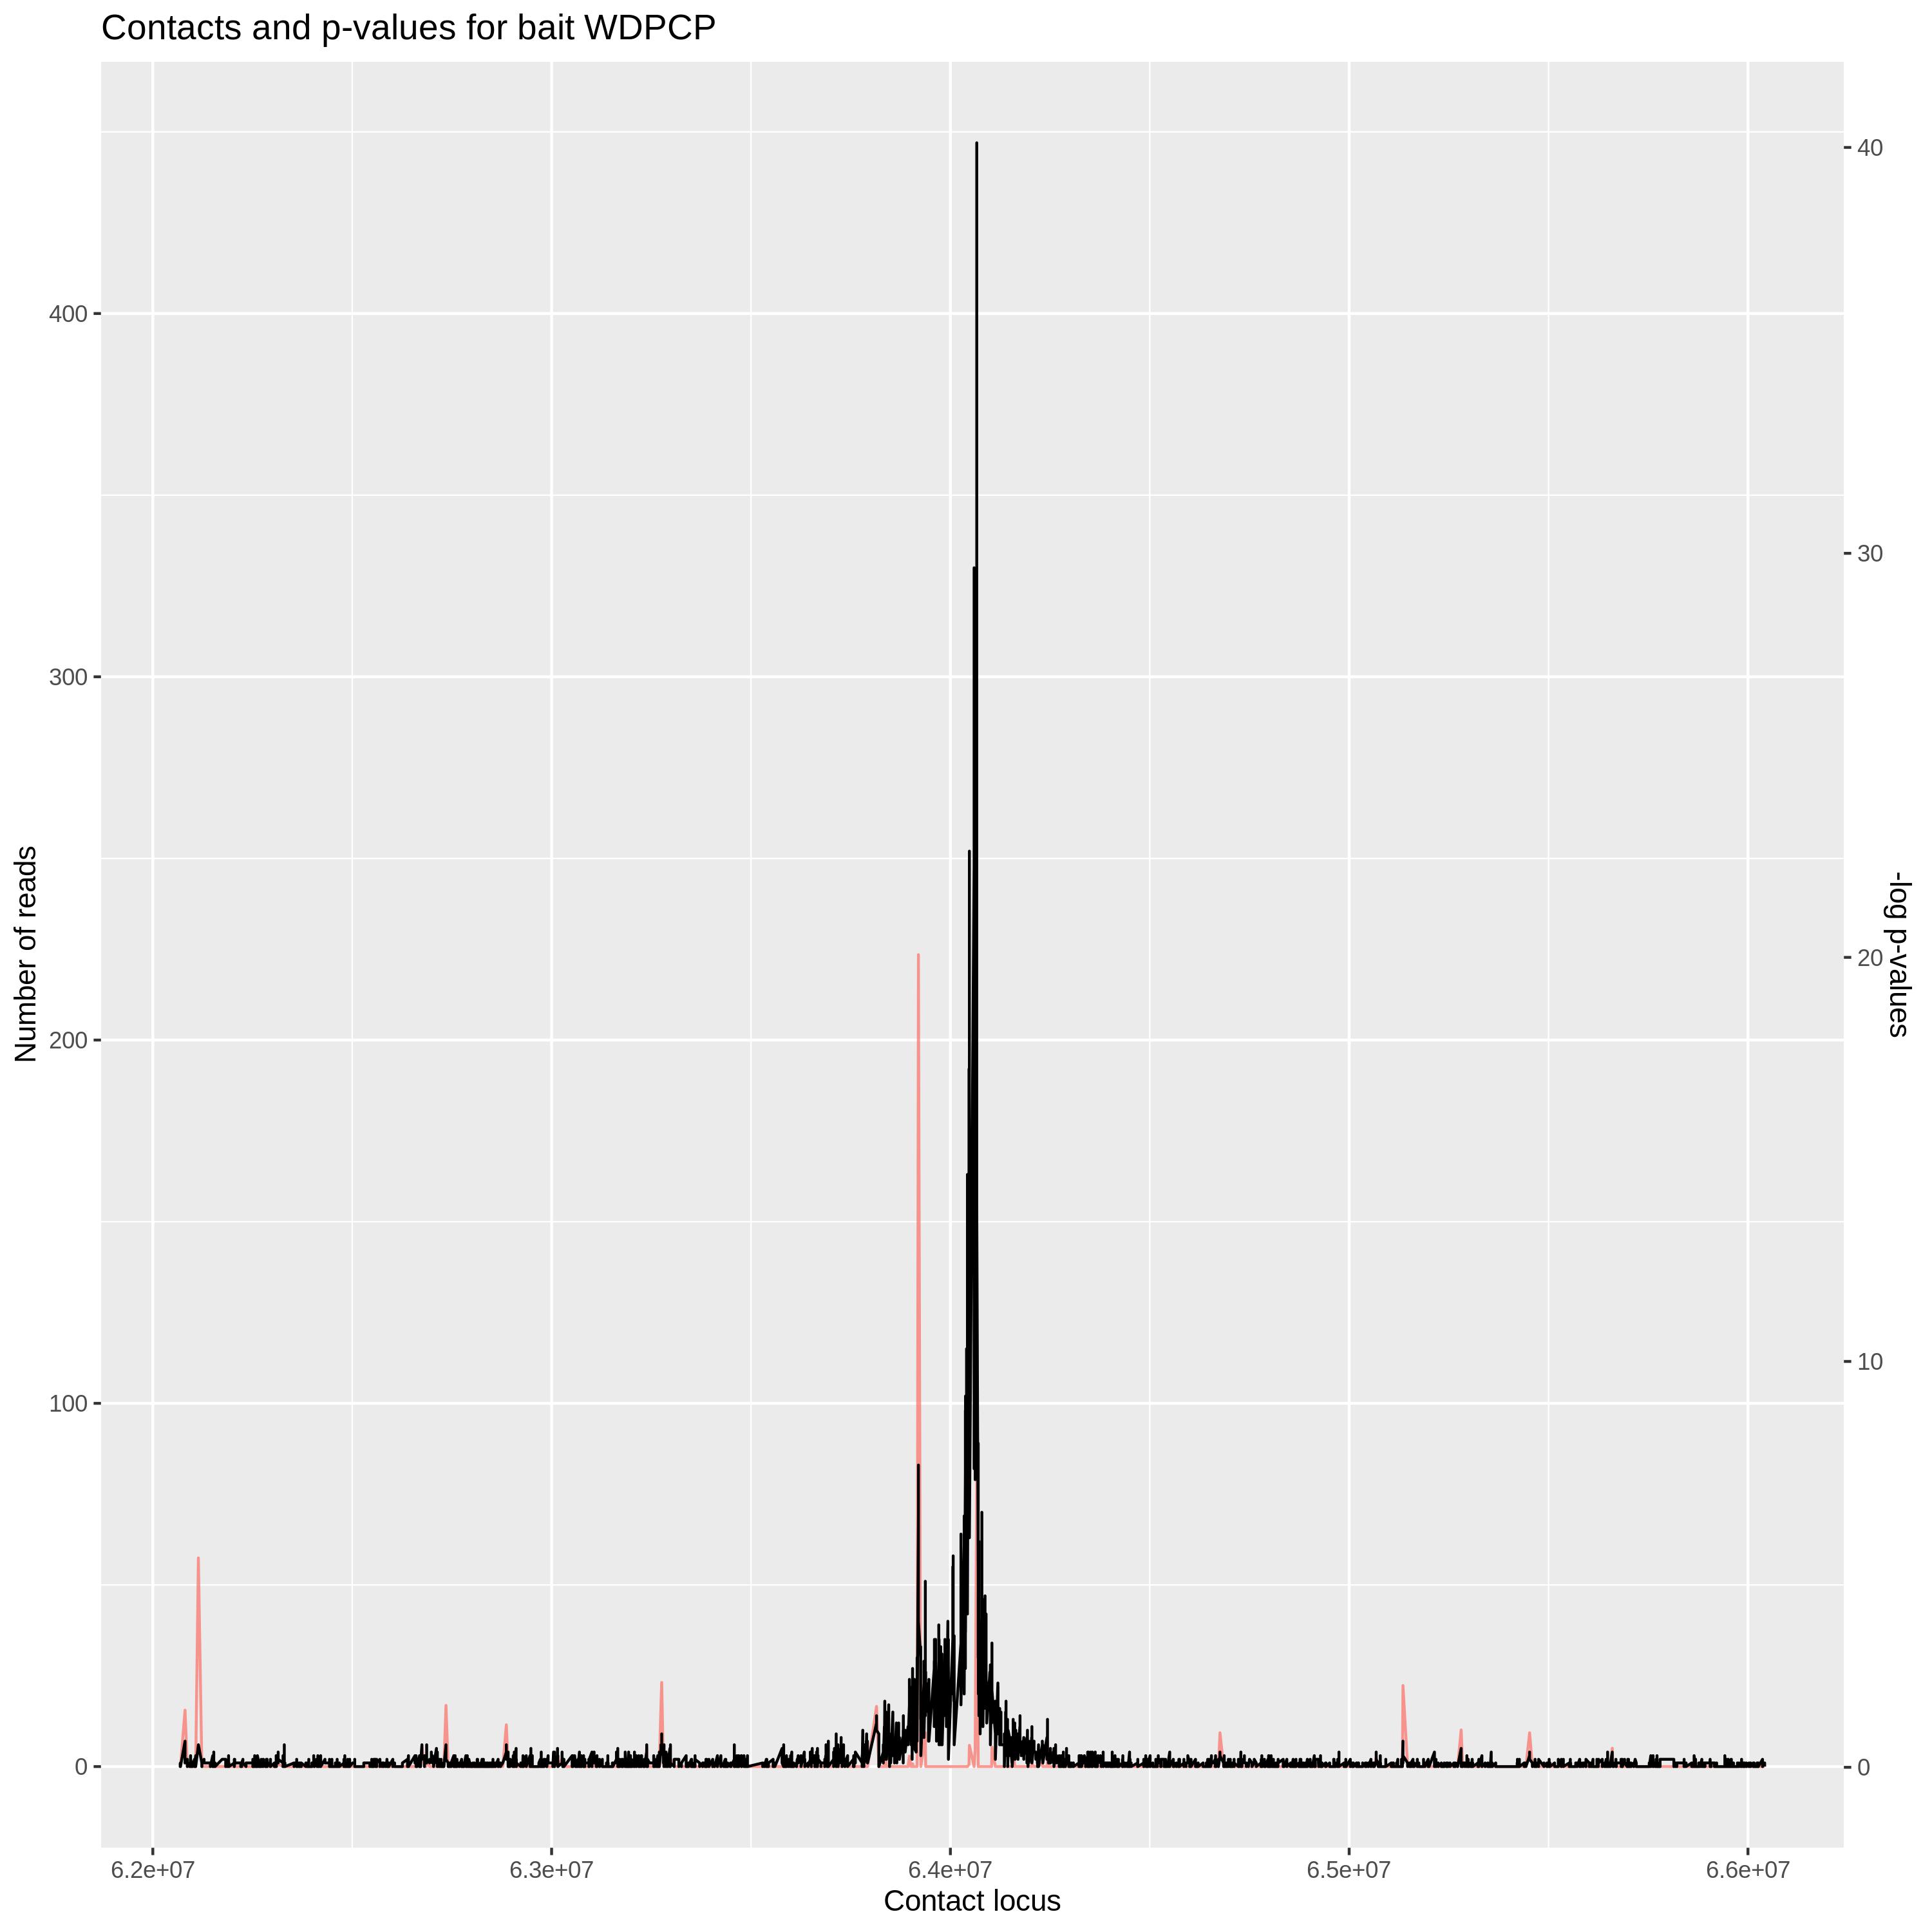 Contacts and p-values for bait WDPCP
Number of reads
400
300
200
100
0
40
30
20
10
0
-log p-values
6.2e+07
6.3e+07
6.4e+07
6.5e+07
6.6e+07
Contact locus